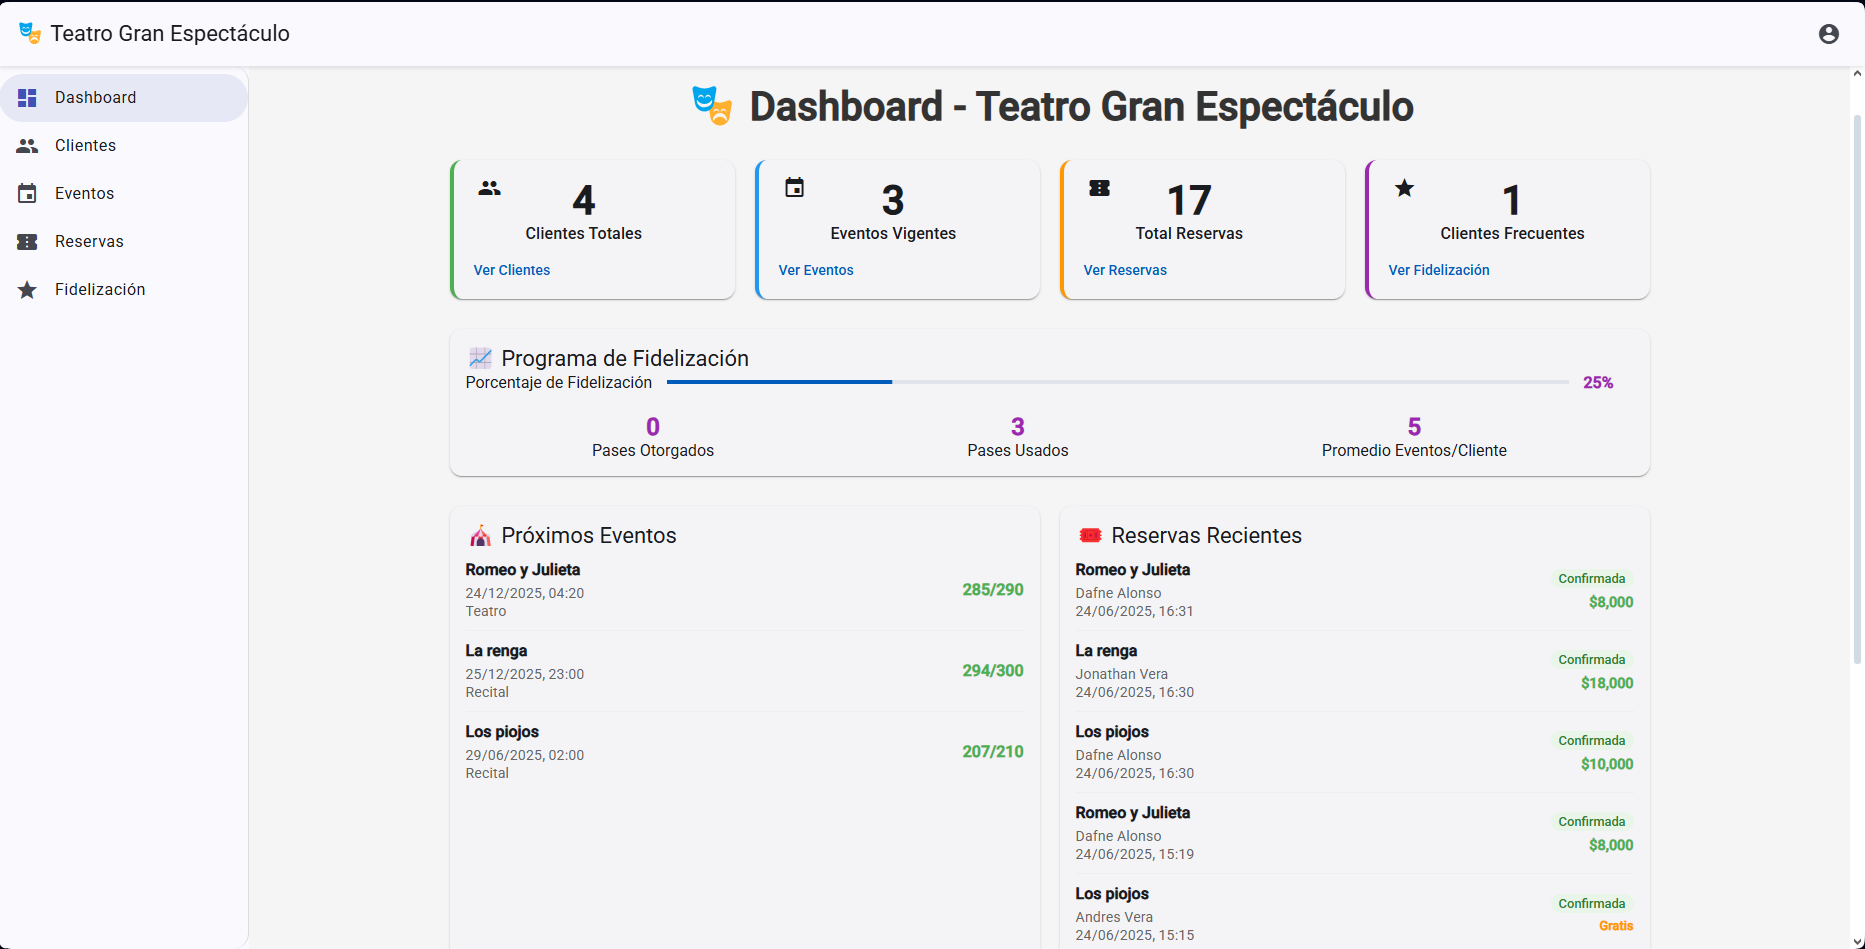 Teatro Gran Espectáculo
Dashboard
Clientes
Eventos
Reservas
Fidelización
Dashboard - Teatro Gran Espectáculo
4
Clientes Totales
Ver Clientes
3
Eventos Vigentes
Ver Eventos
17
Total Reservas
Ver Reservas
1
Clientes Frecuentes
Ver Fidelización
Programa de Fidelización
Porcentaje de Fidelización 25%
0
Pases Otorgados
3
Pases Usados
5
Promedio Eventos/Cliente
Próximos Eventos
Romeo y Julieta
24/12/2025, 04:20
Teatro
285/290
La renga
25/12/2025, 23:00
Recital
294/300
Los piojos
29/06/2025, 02:00
Recital
207/210
Reservas Recientes
Romeo y Julieta
Dafne Alonso
24/06/2025, 16:31
Confirmada
$8,000
La renga
Jonathan Vera
24/06/2025, 16:30
Confirmada
$18,000
Los piojos
Dafne Alonso
24/06/2025, 16:30
Confirmada
$10,000
Romeo y Julieta
Dafne Alonso
24/06/2025, 15:19
Confirmada
$8,000
Los piojos
Andres Vera
24/06/2025, 15:15
Confirmada
Gratis